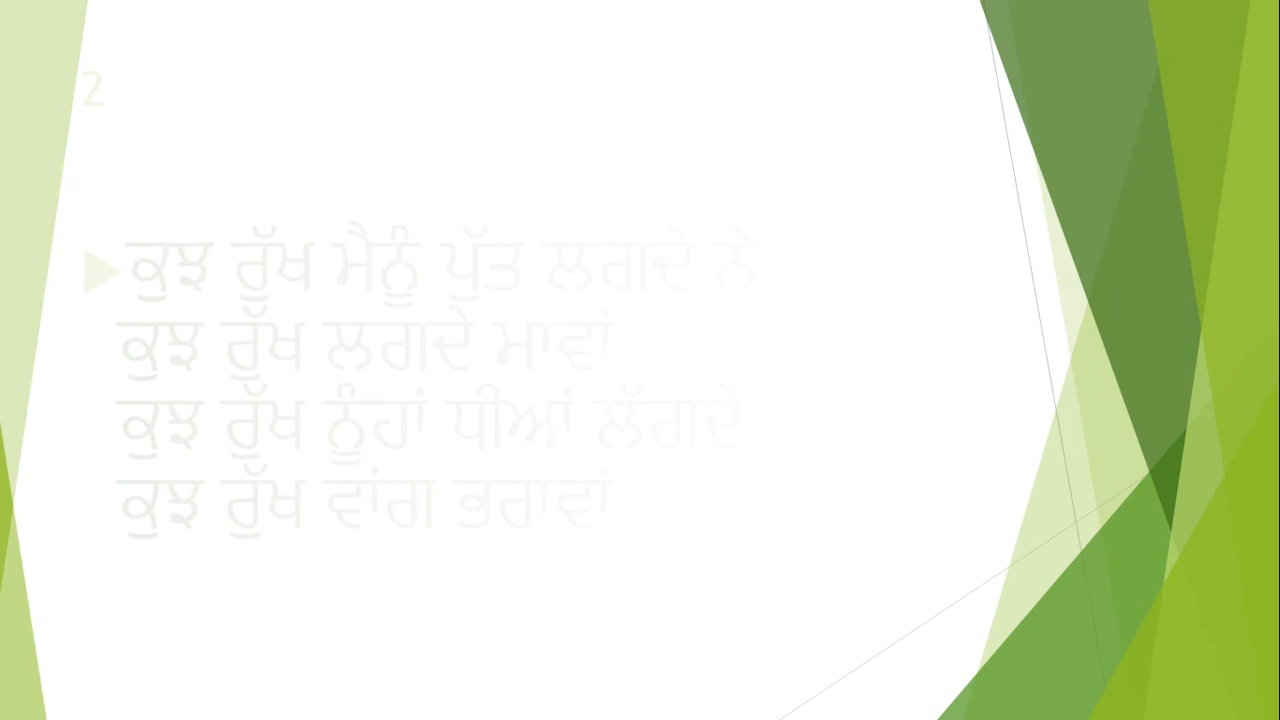 2
ਕੁਝ ਰੁੱਖ ਮੈਨੂੰ ਪੁੱਤ ਲਗਦੇ ਨੇ
ਕੁਝ ਰੁੱਖ ਲਗਦੇ ਮਾਵਾਂ
ਕੁਝ ਰੁੱਖ ਨੂੰਹਾਂ ਧੀਆਂ ਲੱਗਦੇ
ਕੁਝ ਰੁੱਖ ਵਾਂਗ ਭਰਾਵਾਂ